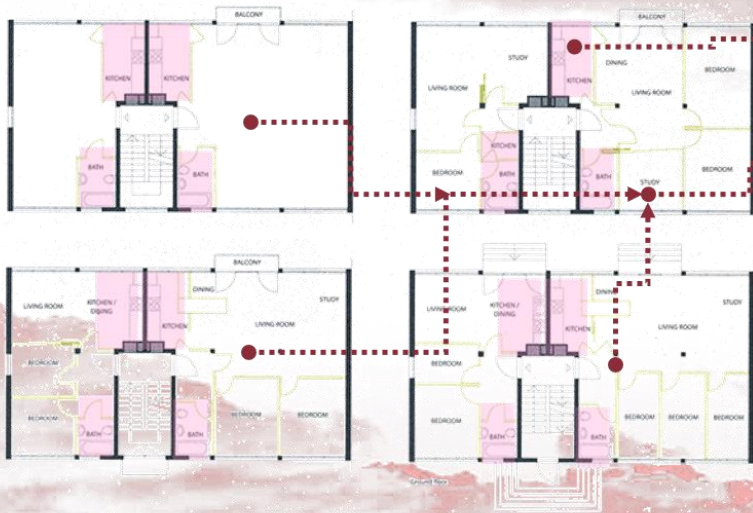 BALCONY
KITCHEN
KITCHEN
BATH
BATH
BALCONY
STUDY
DINING
KITCHEN
BEDROOM
LIVING ROOM
LIVING ROOM
KITCHEN
BEDROOM
BATH
BATH
BEDROOM
STUDY
BALCONY
DINING
LIVING ROOM
KITCHEN /
DINING
STUDY
LIVING ROOM
KITCHEN
BEDROOM
BEDROOM
BEDROOM
BEDROOM
BATH
BATH
DINING
LIVING ROOM
KITCHEN /
DINING
STUDY
KITCHEN
LIVING ROOM
BEDROOM
BEDROOM
BEDROOM
BEDROOM
BEDROOM
BATH
BATH
Ground floor